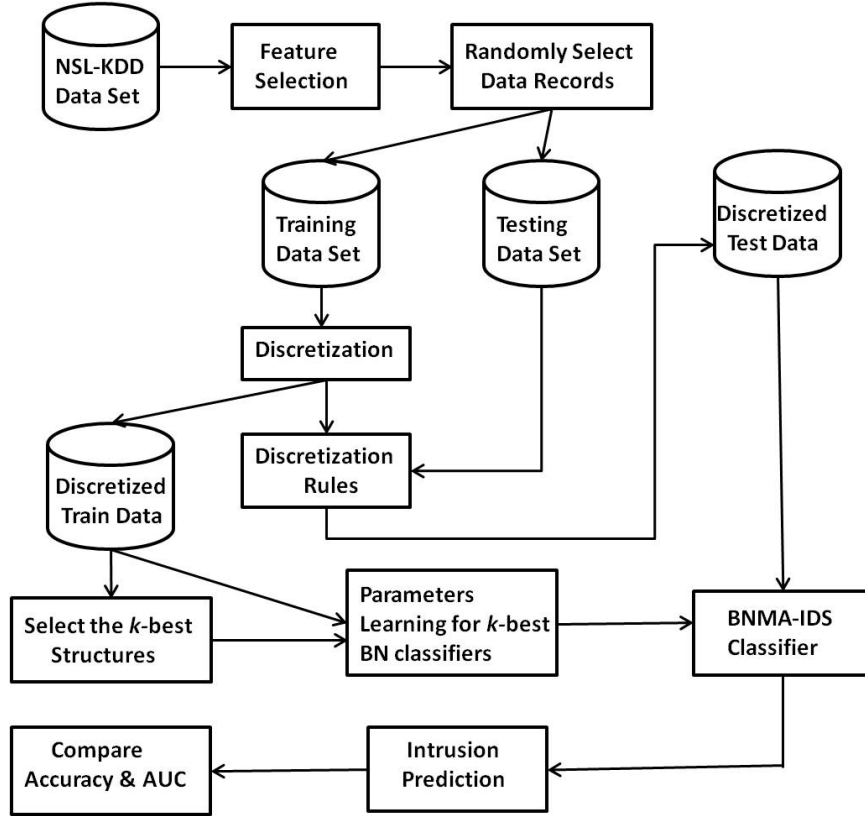 NSL-KDD
Data Set
Feature
Selection
Randomly Select
Data Records
Training
Data Set
Testing
Data Set
Discretized
Test Data
Discretization
Discretization
Rules
Discretized
Train Data
Select the k-best
Structures
Parameters
Learning for k-best
BN classifiers
BNMA-IDS
Classifier
Compare
Accuracy & AUC
Intrusion
Prediction